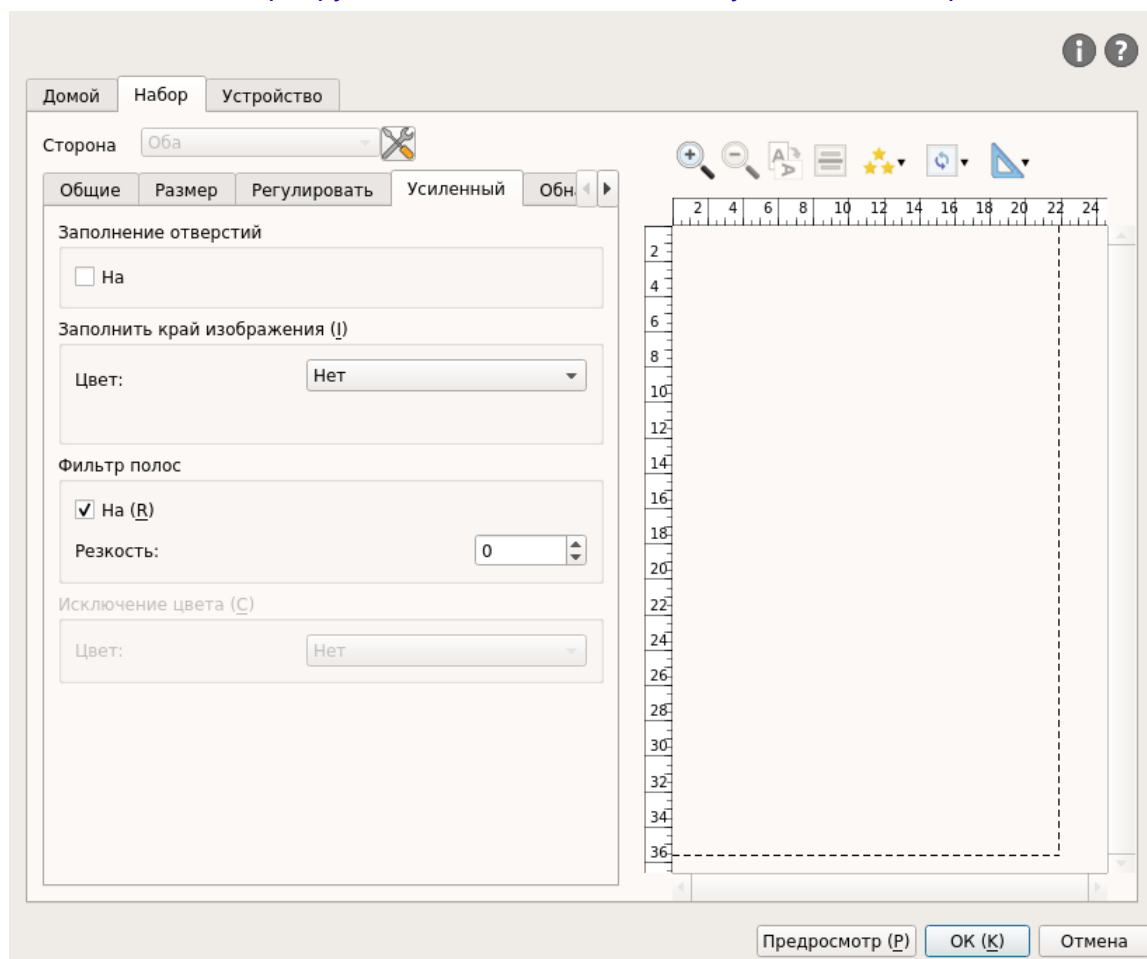 Домой Набор Устройство
Сторона Оба
Общие Размер Регулировать Усиленный Обн
Заполнение отверстий
На
Заполнить край изображения (I)
Цвет: Нет
Фильтр полос
На (R)
Резкость: 0
Исключение цвета (C)
Цвет: Нет
2 4 6 8 10 12 14 16 18 20 22 24
2
4
6
8
10
12
14
16
18
20
22
24
26
28
30
32
34
36
Предросмотр (P) OK (K) Отмена